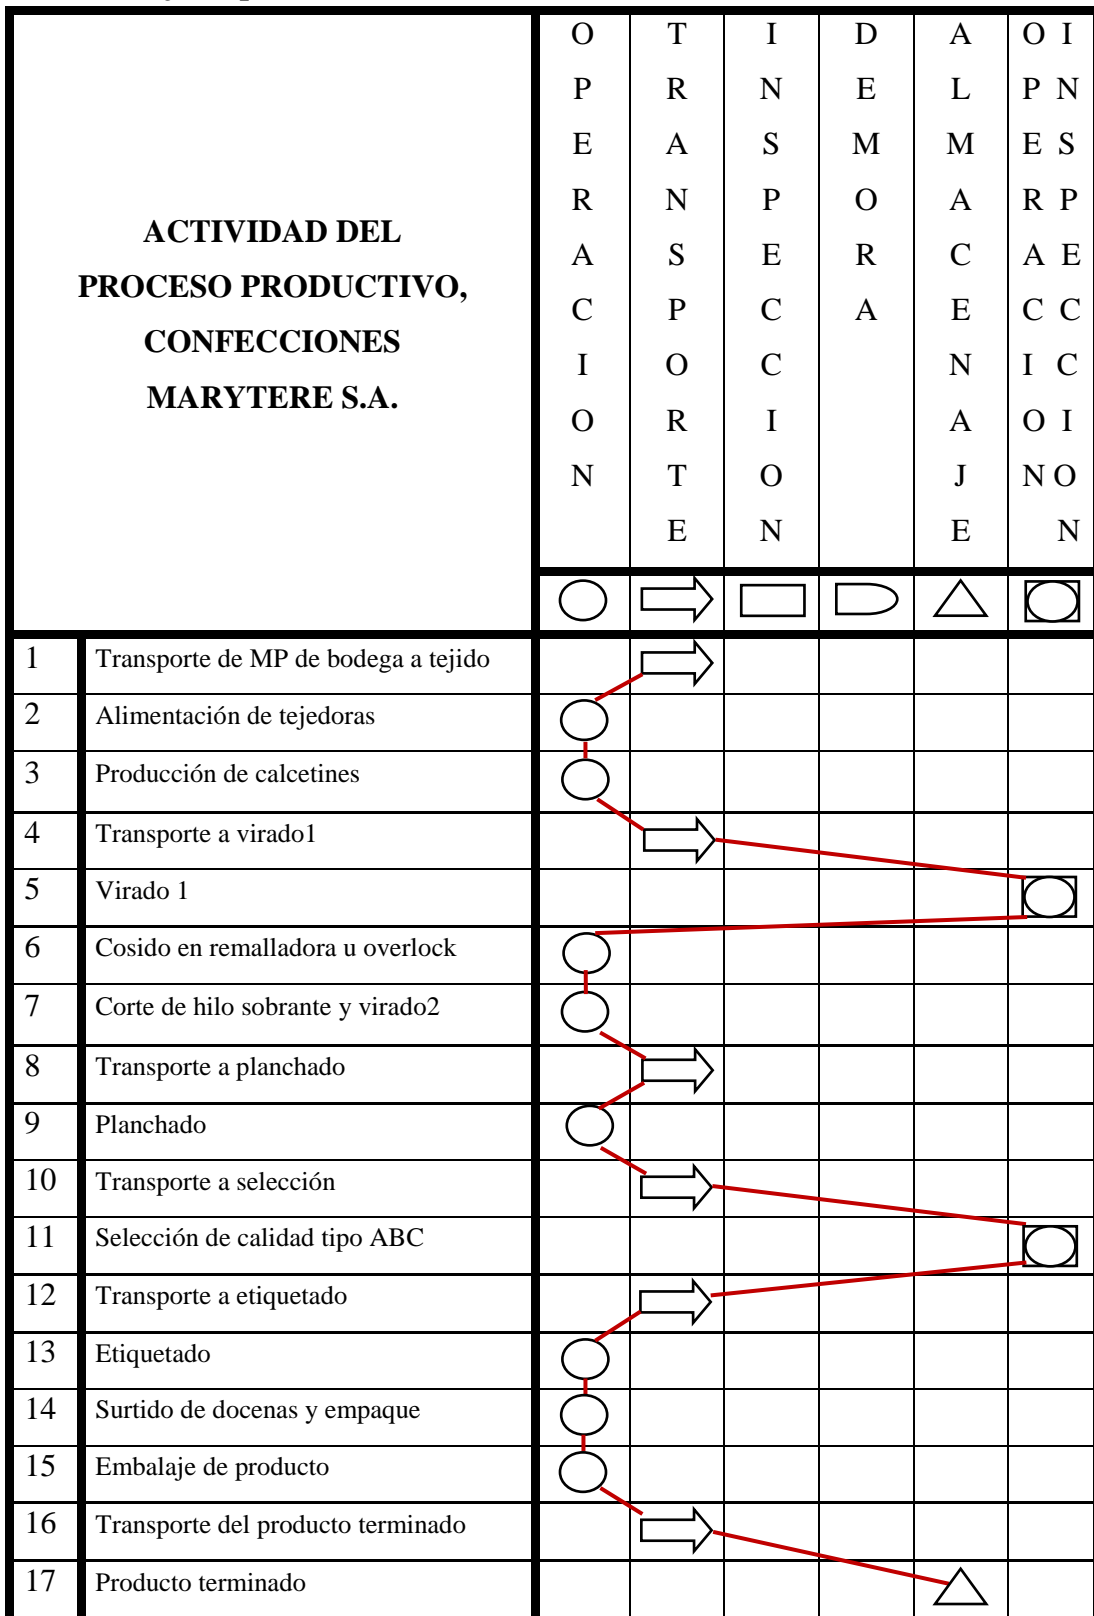 ACTIVIDAD DEL
PROCESO PRODUCTIVO,
CONFECCIONES
MARYTERE S.A.
OPERACION
TRANSPORTE
INSPECCION
DEMORA
ALMACENAJE
OPERACION
INSPECCION
1 Transporte de MP de bodega a tejido
2 Alimentación de tejedoras
3 Producción de calcetines
4 Transporte a virado1
5 Virado 1
6 Cosido en remalladora u overlock
7 Corte de hilo sobrante y virado2
8 Transporte a planchado
9 Planchado
10 Transporte a selección
11 Selección de calidad tipo ABC
12 Transporte a etiquetado
13 Etiquetado
14 Surtido de docenas y empaque
15 Embalaje de producto
16 Transporte del producto terminado
17 Producto terminado